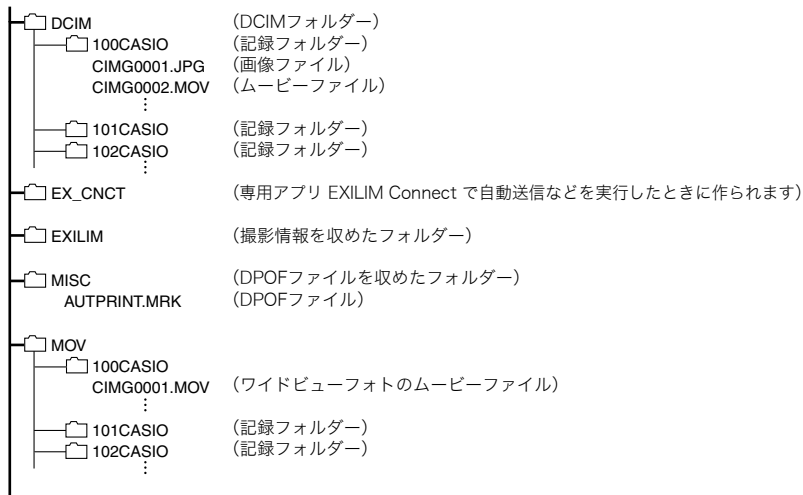 DCIM （DCIMフォルダー）
100CASIO （記録フォルダー）
CIMG0001.JPG （画像ファイル）
CIMG0002.MOV （ムービーファイル）
101CASIO （記録フォルダー）
102CASIO （記録フォルダー）
EX_CNCT （専用アプリ EXILIM Connect で自動送信などを実行したときに作られます）
EXILIM （撮影情報を収めたフォルダー）
MISC （DPOFファイルを収めたフォルダー）
AUTPRINT.MRK （DPOFファイル）
MOV
100CASIO
CIMG0001.MOV （ワイドビューフォトのムービーファイル）
101CASIO （記録フォルダー）
102CASIO （記録フォルダー）